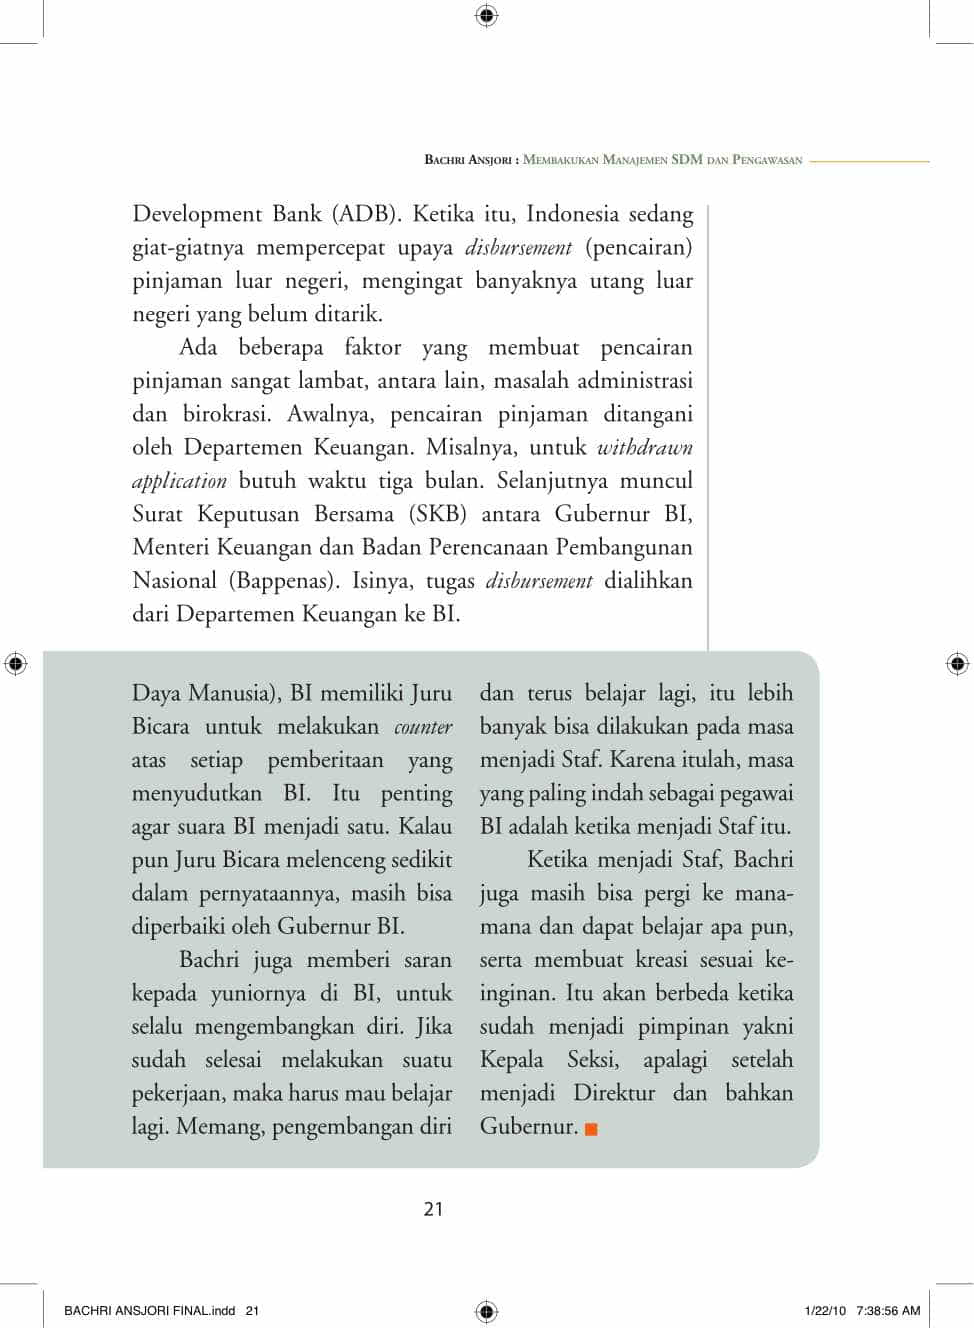 BACHRI ANSJORI : MEMBAKUKAN MANAJEMEN SDM DAN PENGAWASAN
Development Bank (ADB). Ketika itu, Indonesia sedang
giat-giatnya mempercepat upaya disbursement (pencairan)
pinjaman luar negeri, mengingat banyaknya utang luar
negeri yang belum ditarik.
Ada beberapa faktor yang membuat pencairan
pinjaman sangat lambat, antara lain, masalah administrasi
dan birokrasi. Awalnya, pencairan pinjaman ditangani
oleh Departemen Keuangan. Misalnya, untuk withdrawn
application butuh waktu tiga bulan. Selanjutnya muncul
Surat Keputusan Bersama (SKB) antara Gubernur BI,
Menteri Keuangan dan Badan Perencanaan Pembangunan
Nasional (Bappenas). Isinya, tugas disbursement dialihkan
dari Departemen Keuangan ke BI.
Daya Manusia), BI memiliki Juru
Bicara untuk melakukan counter
atas setiap pemberitaan yang
menyudutkan BI. Itu penting
agar suara BI menjadi satu. Kalau
pun Juru Bicara melenceng sedikit
dalam pernyataannya, masih bisa
diperbaiki oleh Gubernur BI.
Bachri juga memberi saran
kepada yuniornya di BI, untuk
selalu mengembangkan diri. Jika
sudah selesai melakukan suatu
pekerjaan, maka harus mau belajar
lagi. Memang, pengembangan diri
dan terus belajar lagi, itu lebih
banyak bisa dilakukan pada masa
menjadi Staf. Karena itulah, masa
yang paling indah sebagai pegawai
BI adalah ketika menjadi Staf itu.
Ketika menjadi Staf, Bachri
juga masih bisa pergi ke mana-
mana dan dapat belajar apa pun,
serta membuat kreasi sesuai ke-
inginan. Itu akan berbeda ketika
sudah menjadi pimpinan yakni
Kepala Seksi, apalagi setelah
menjadi Direktur dan bahkan
Gubernur.
21
BACHRI ANSJORI FINAL.indd 21
1/22/10 7:38:56 AM